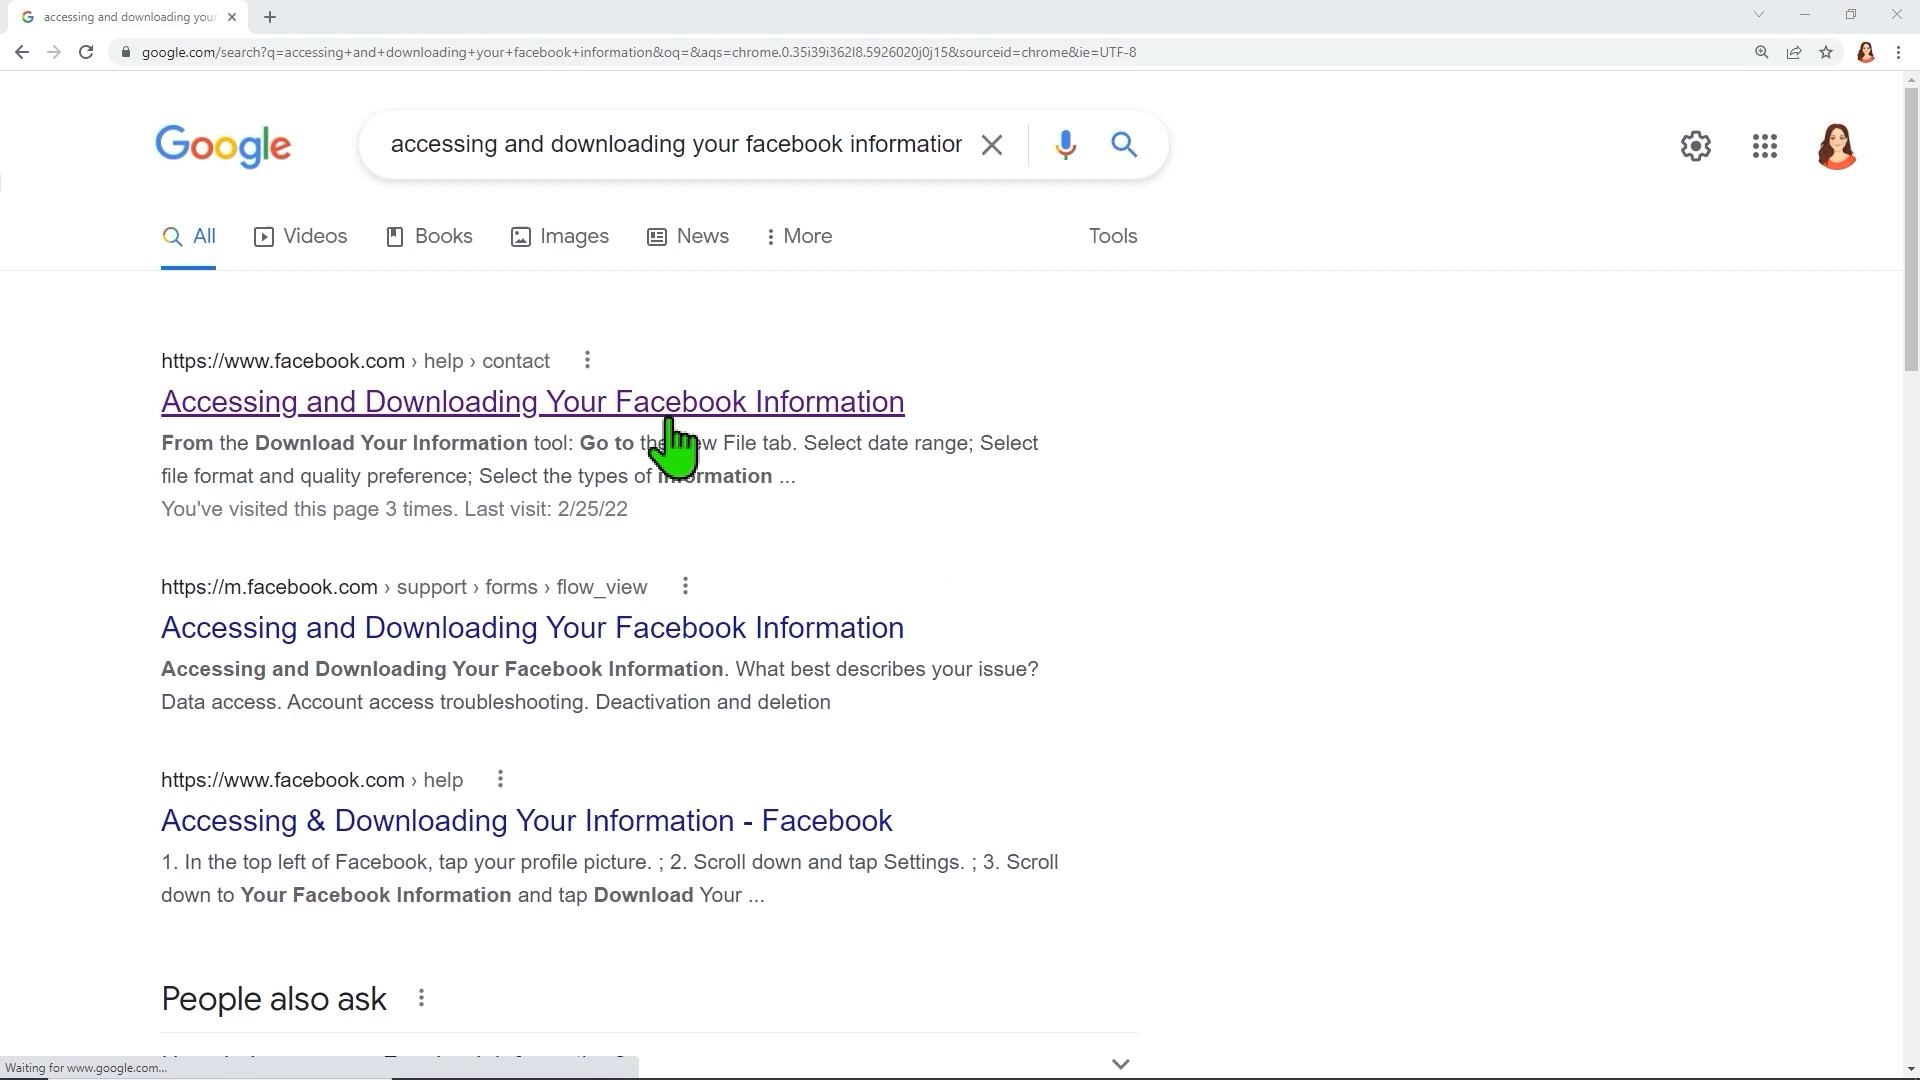 accessing and downloading your
google.com/search?q=accessing+and+downloading+your+facebook+information&oq=&aqs=chrome.0.35i39i362l8.5926020j0j15&sourceid=chrome&ie=UTF-8
Google
accessing and downloading your facebook information
All Videos Books Images News More Tools
https://www.facebook.com › help › contact
Accessing and Downloading Your Facebook Information
From the Download Your Information tool: Go to the New File tab. Select date range; Select
file format and quality preference; Select the types of information ...
You've visited this page 3 times. Last visit: 2/25/22
https://m.facebook.com › support › forms › flow_view
Accessing and Downloading Your Facebook Information
Accessing and Downloading Your Facebook Information. What best describes your issue?
Data access. Account access troubleshooting. Deactivation and deletion
https://www.facebook.com › help
Accessing & Downloading Your Information - Facebook
1. In the top left of Facebook, tap your profile picture. ; 2. Scroll down and tap Settings. ; 3. Scroll
down to Your Facebook Information and tap Download Your ...
People also ask
Waiting for www.google.com...